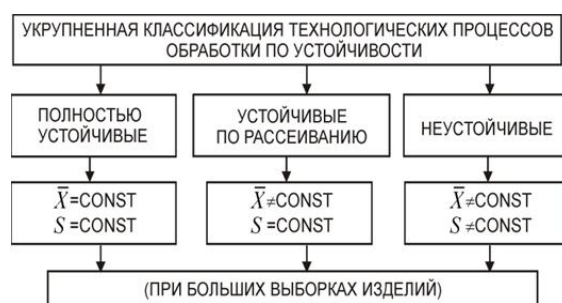 УКРУПНЕННАЯ КЛАССИФИКАЦИЯ ТЕХНОЛОГИЧЕСКИХ ПРОЦЕССОВ
ОБРАБОТКИ ПО УСТОЙЧИВОСТИ
ПОЛНОСТЬЮ
УСТОЙЧИВЫЕ
УСТОЙЧИВЫЕ
ПО РАССЕИВАНИЮ
НЕУСТОЙЧИВЫЕ
X̅=CONST
S=CONST
X̅≠CONST
S=CONST
X̅≠CONST
S≠CONST
(ПРИ БОЛЬШИХ ВЫБОРКАХ ИЗДЕЛИЙ)